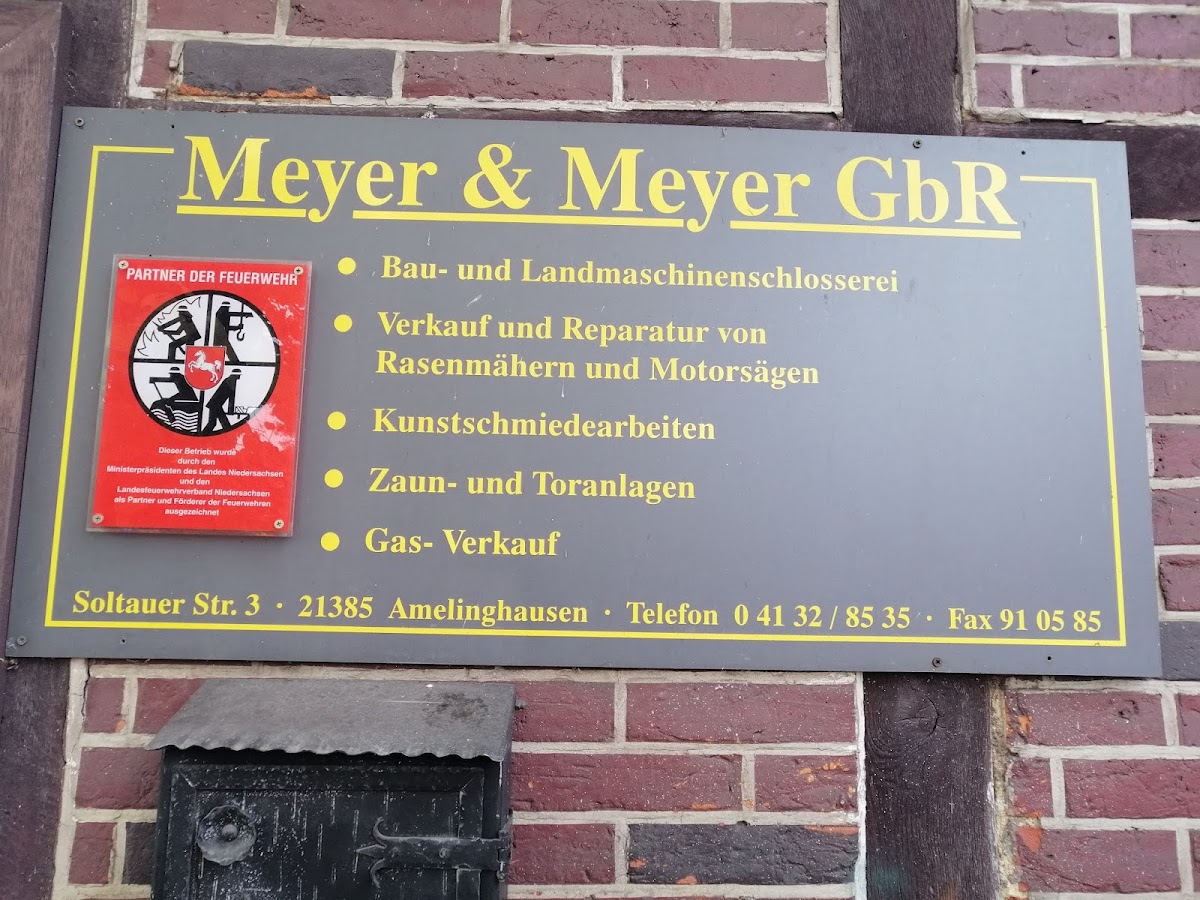 Meyer & Meyer GbR
PARTNER DER FEUERWEHR
Dieser Betrieb wurde
durch den
Ministerpräsidenten des Landes Niedersachsen
und den
Landesfeuerwehrverband Niedersachsen
als Partner und Förderer der Feuerwehren
ausgezeichnet
• Bau- und Landmaschinenschlosserei
• Verkauf und Reparatur von
Rasenmähern und Motorsägen
• Kunstschmiedearbeiten
• Zaun- und Toranlagen
• Gas- Verkauf
Soltauer Str. 3 · 21385 Amelinghausen · Telefon 0 41 32 / 85 35 · Fax 91 05 85